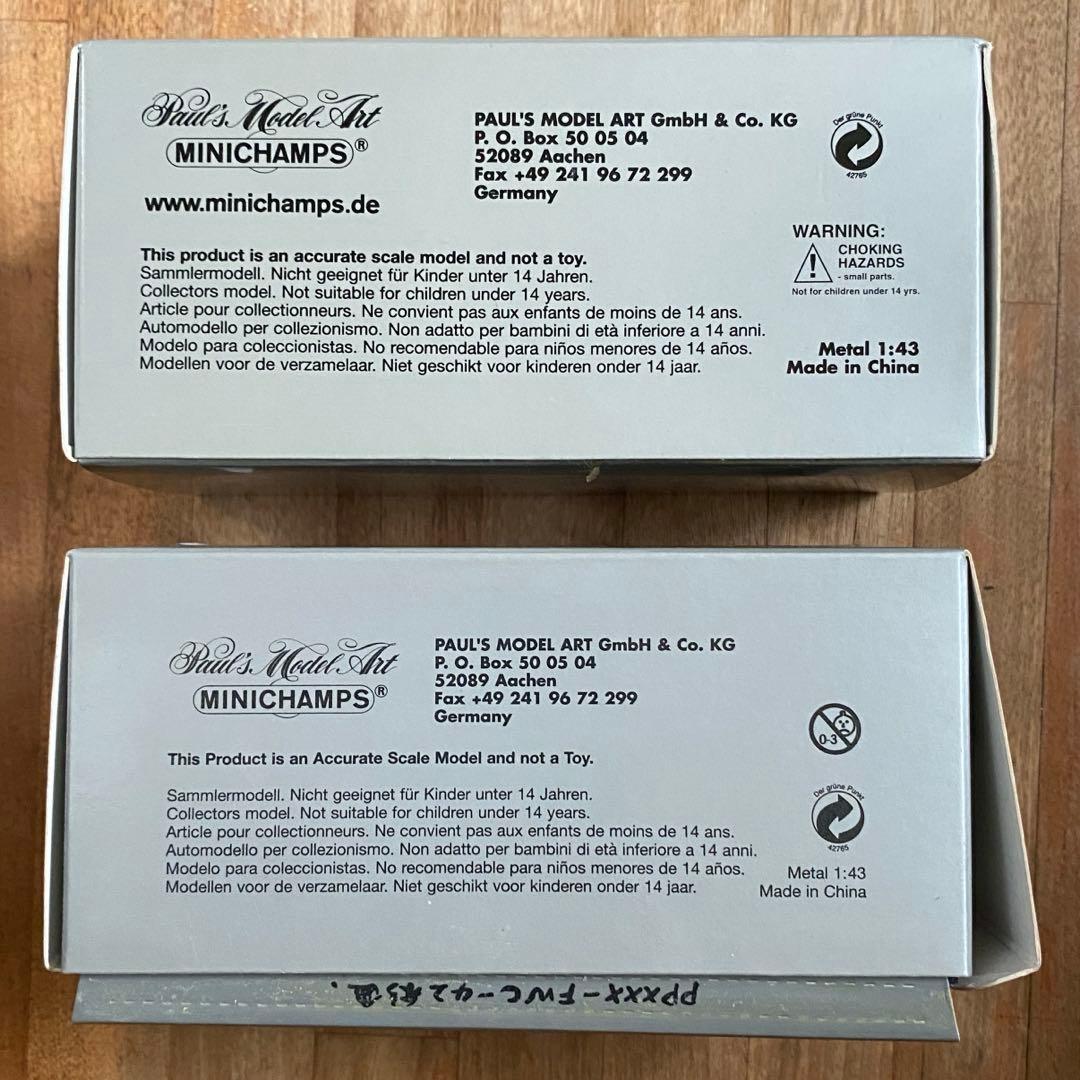 Paul's Model Art
MINICHAMPS®
www.minichamps.de
PAUL'S MODEL ART GmbH & Co. KG
P. O. Box 50 05 04
52089 Aachen
Fax +49 241 96 72 299
Germany
Der grüne Punkt
42765
This product is an accurate scale model and not a toy.
Sammlermodell. Nicht geeignet für Kinder unter 14 Jahren.
Collectors model. Not suitable for children under 14 years.
Article pour collectionneurs. Ne convient pas aux enfants de moins de 14 ans.
Automodello per collezionismo. Non adatto per bambini di età inferiore a 14 anni.
Modelo para coleccionistas. No recomendable para niños menores de 14 años.
Modellen voor de verzamelaar. Niet geschikt voor kinderen onder 14 jaar.
WARNING:
!
CHOKING
HAZARDS
- small parts.
Not for children under 14 yrs.
Metal 1:43
Made in China
Paul's Model Art
MINICHAMPS®
PAUL'S MODEL ART GmbH & Co. KG
P. O. Box 50 05 04
52089 Aachen
Fax +49 241 96 72 299
Germany
0-3
This Product is an Accurate Scale Model and not a Toy.
Sammlermodell. Nicht geeignet für Kinder unter 14 Jahren.
Collectors model. Not suitable for children under 14 years.
Article pour collectionneurs. Ne convient pas aux enfants de moins de 14 ans.
Automodello per collezionismo. Non adatto per bambini di età inferiore a 14 anni.
Modelo para coleccionistas. No recomendable para niños menores de 14 años.
Modellen voor de verzamelaar. Niet geschikt voor kinderen onder 14 jaar.
Der grüne Punkt
42765
Metal 1:43
Made in China
PPXXX-FWC-42